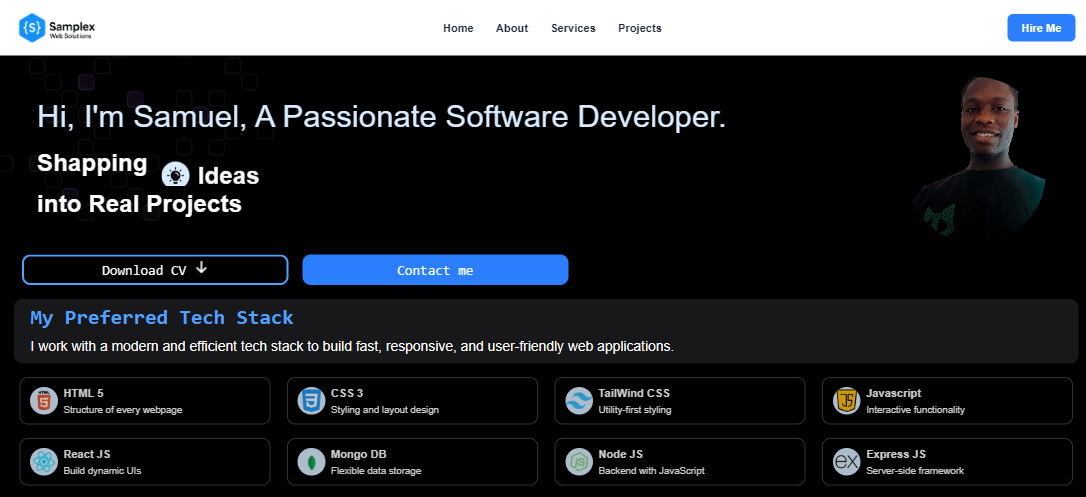 {S} Samplex
Web Solutions
Home About Services Projects
Hire Me
Hi, I'm Samuel, A Passionate Software Developer.
Shapping Ideas
into Real Projects
Download CV
Contact me
My Preferred Tech Stack
I work with a modern and efficient tech stack to build fast, responsive, and user-friendly web applications.
HTML 5
Structure of every webpage
CSS 3
Styling and layout design
TailWind CSS
Utility-first styling
JS
Javascript
Interactive functionality
React JS
Build dynamic UIs
Mongo DB
Flexible data storage
Node JS
Backend with JavaScript
ex
Express JS
Server-side framework